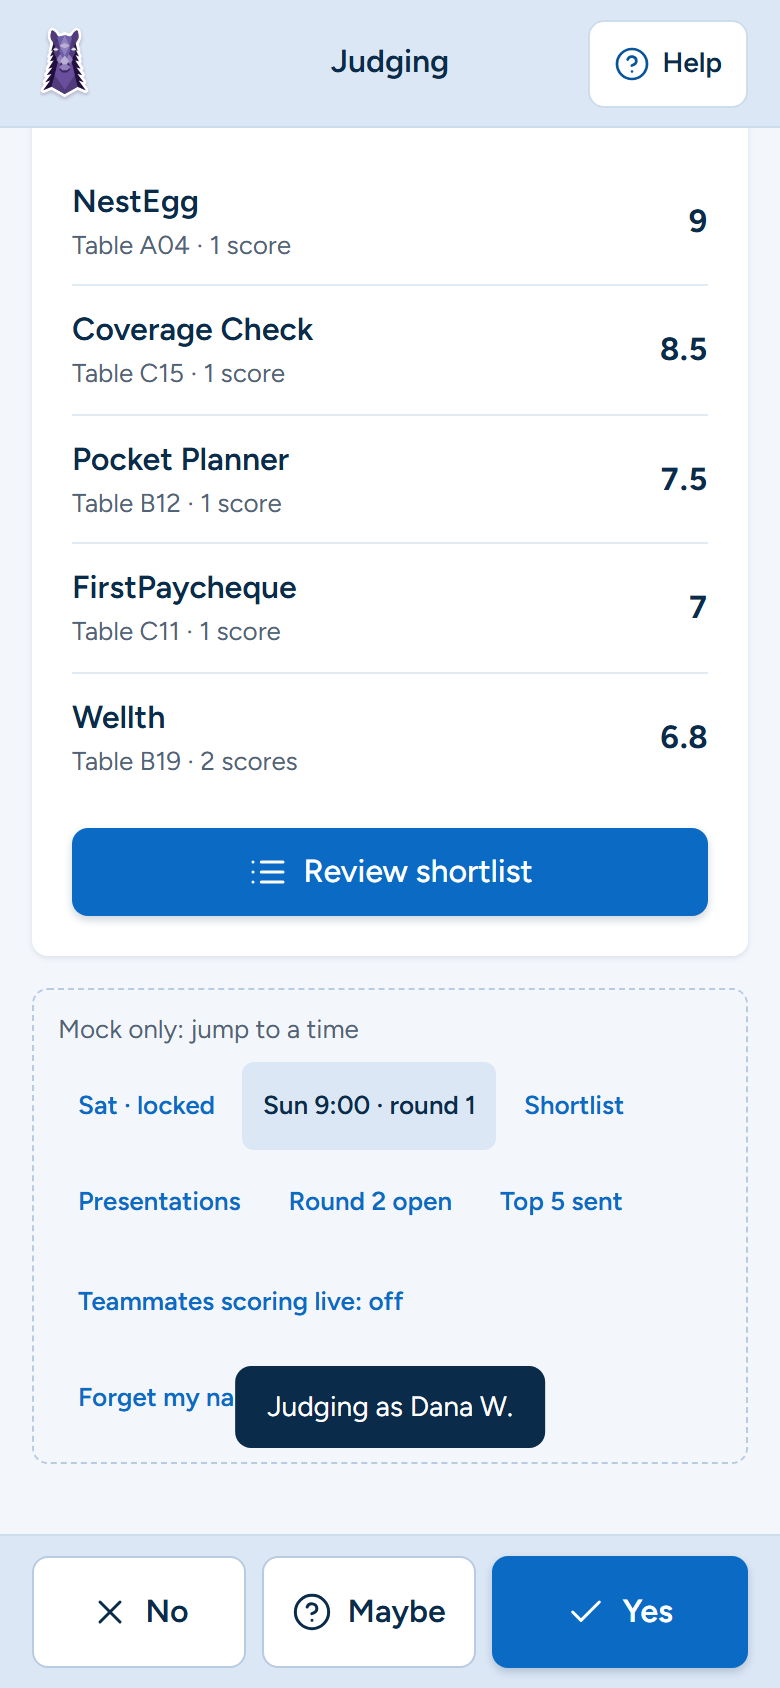 Judging
Help
NestEgg
Table A04 · 1 score
9
Coverage Check
Table C15 · 1 score
8.5
Pocket Planner
Table B12 · 1 score
7.5
FirstPaycheque
Table C11 · 1 score
7
Wellth
Table B19 · 2 scores
6.8
Review shortlist
Mock only: jump to a time
Sat · locked
Sun 9:00 · round 1
Shortlist
Presentations
Round 2 open
Top 5 sent
Teammates scoring live: off
Forget my
Judging as Dana W.
No
Maybe
Yes